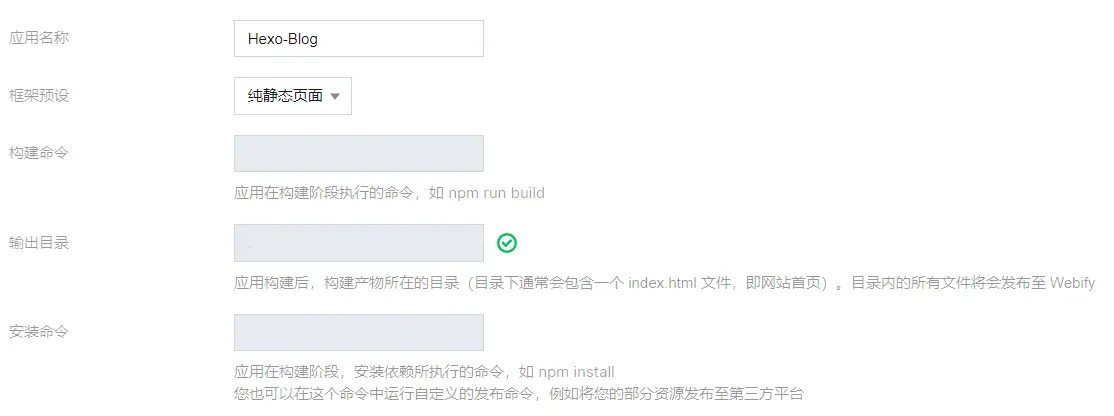 应用名称
Hexo-Blog
框架预设
纯静态页面
构建命令
应用在构建阶段执行的命令，如 npm run build
输出目录
.
应用构建后，构建产物所在的目录（目录下通常会包含一个 index.html 文件，即网站首页）。目录内的所有文件将会发布至 Webify
安装命令
应用在构建阶段，安装依赖所执行的命令，如 npm install
您也可以在这个命令中运行自定义的发布命令，例如将您的部分资源发布至第三方平台